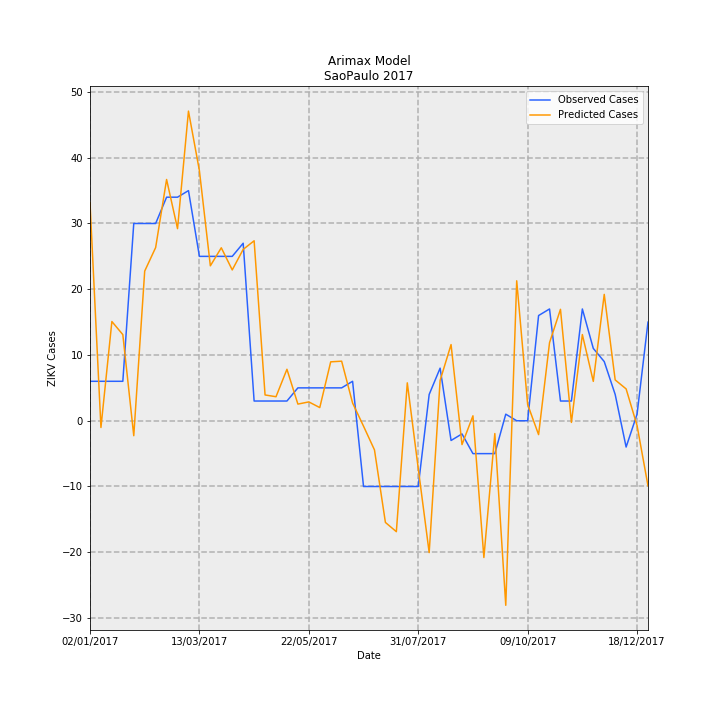 Arimax Model
SaoPaulo 2017
Observed Cases
Predicted Cases
50
40
30
20
10
0
−10
−20
−30
ZIKV Cases
02/01/2017
13/03/2017
22/05/2017
31/07/2017
09/10/2017
18/12/2017
Date